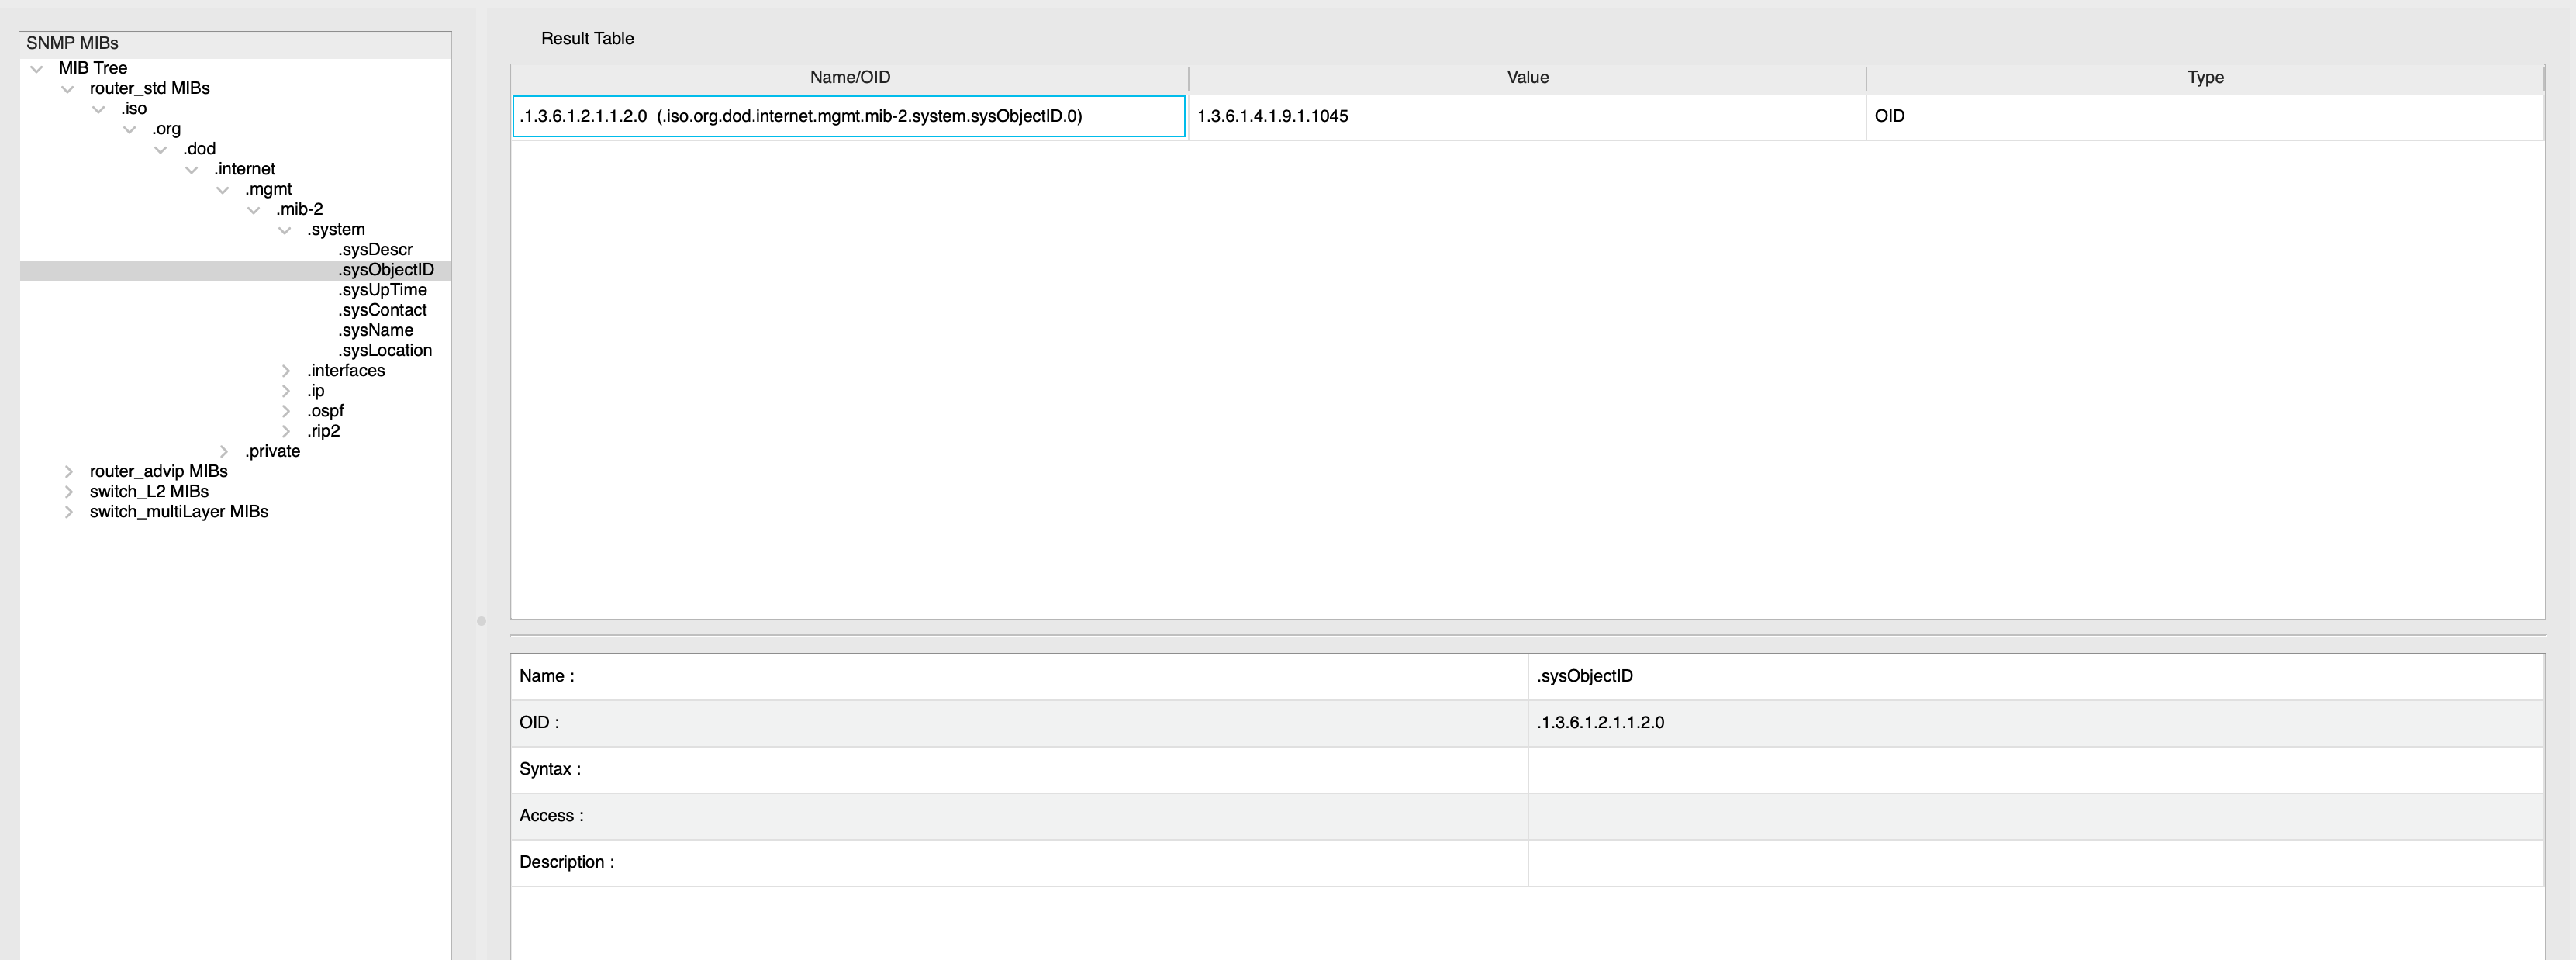 SNMP MIBs
MIB Tree
router_std MIBs
.iso
.org
.dod
.internet
.mgmt
.mib-2
.system
.sysDescr
.sysObjectID
.sysUpTime
.sysContact
.sysName
.sysLocation
.interfaces
.ip
.ospf
.rip2
.private
router_advip MIBs
switch_L2 MIBs
switch_multiLayer MIBs
Result Table
Name/OID Value Type
.1.3.6.1.2.1.1.2.0 (.iso.org.dod.internet.mgmt.mib-2.system.sysObjectID.0) 1.3.6.1.4.1.9.1.1045 OID
Name : .sysObjectID
OID : .1.3.6.1.2.1.1.2.0
Syntax :
Access :
Description :